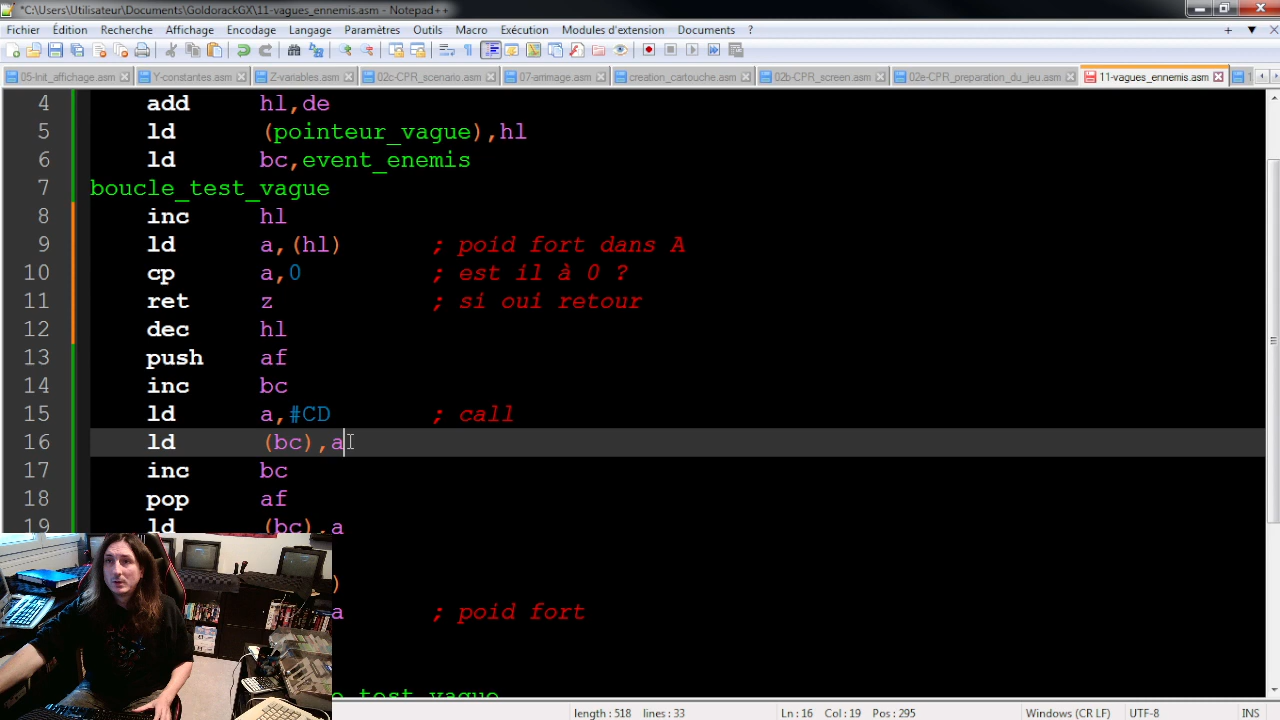 *C:\Users\Utilisateur\Documents\GoldorackGX\11-vagues_ennemis.asm - Notepad++
Fichier Édition Recherche Affichage Encodage Langage Paramètres Outils Macro Exécution Modules d'extension Documents ?
05-Init_affichage.asm Y-constantes.asm Z-variables.asm 02c-CPR_scenario.asm 07-arrimage.asm creation_cartouche.asm 02b-CPR_screen.asm 11-vagues_ennemis.asm
4 add hl,de
5 ld (pointeur_vague),hl
6 ld bc,event_enemis
7 boucle_test_vague
8 inc hl
9 ld a,(hl) ; poid fort dans A
10 cp a,0 ; est il à 0 ?
11 ret z ; si oui retour
12 dec hl
13 push af
14 inc bc
15 ld a,#CD ; call
16 ld (bc),a
17 inc bc
18 pop af
19 ld (bc),a
)
a ; poid fort
e_test_vague
length : 518 lines : 33 Ln : 16 Col : 19 Pos : 295 Windows (CR LF) UTF-8 INS